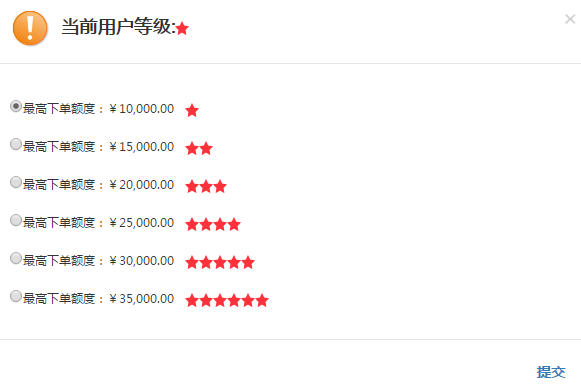 当前用户等级:★
最高下单额度：￥10,000.00 ★
最高下单额度：￥15,000.00 ★★
最高下单额度：￥20,000.00 ★★★
最高下单额度：￥25,000.00 ★★★★
最高下单额度：￥30,000.00 ★★★★★
最高下单额度：￥35,000.00 ★★★★★★
提交